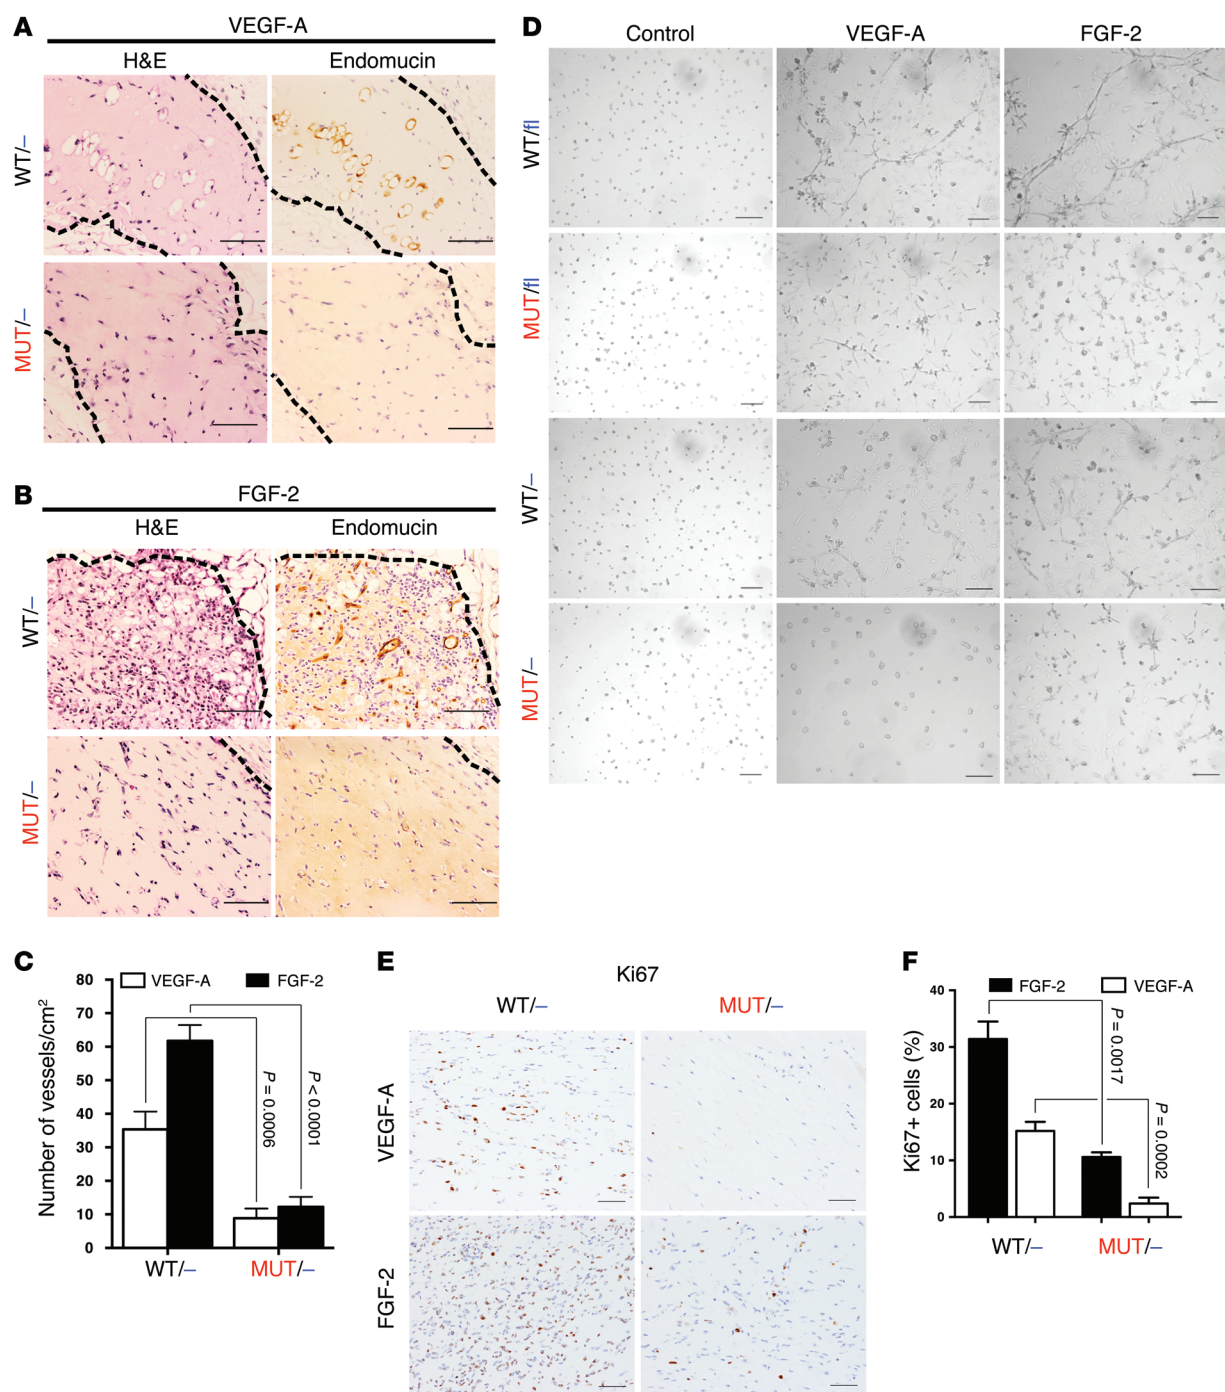 A
VEGF-A
H&E Endomucin
WT/–
MUT/–
B
FGF-2
H&E Endomucin
WT/–
MUT/–
C
VEGF-A FGF-2
Number of vessels/cm²
80
70
60
50
40
30
20
10
0
P = 0.0006
P < 0.0001
WT/– MUT/–
D
Control VEGF-A FGF-2
WT/fl
MUT/fl
WT/–
MUT/–
E
Ki67
WT/– MUT/–
VEGF-A
FGF-2
F
FGF-2 VEGF-A
Ki67+ cells (%)
40
30
20
10
0
P = 0.0017
P = 0.0002
WT/– MUT/–